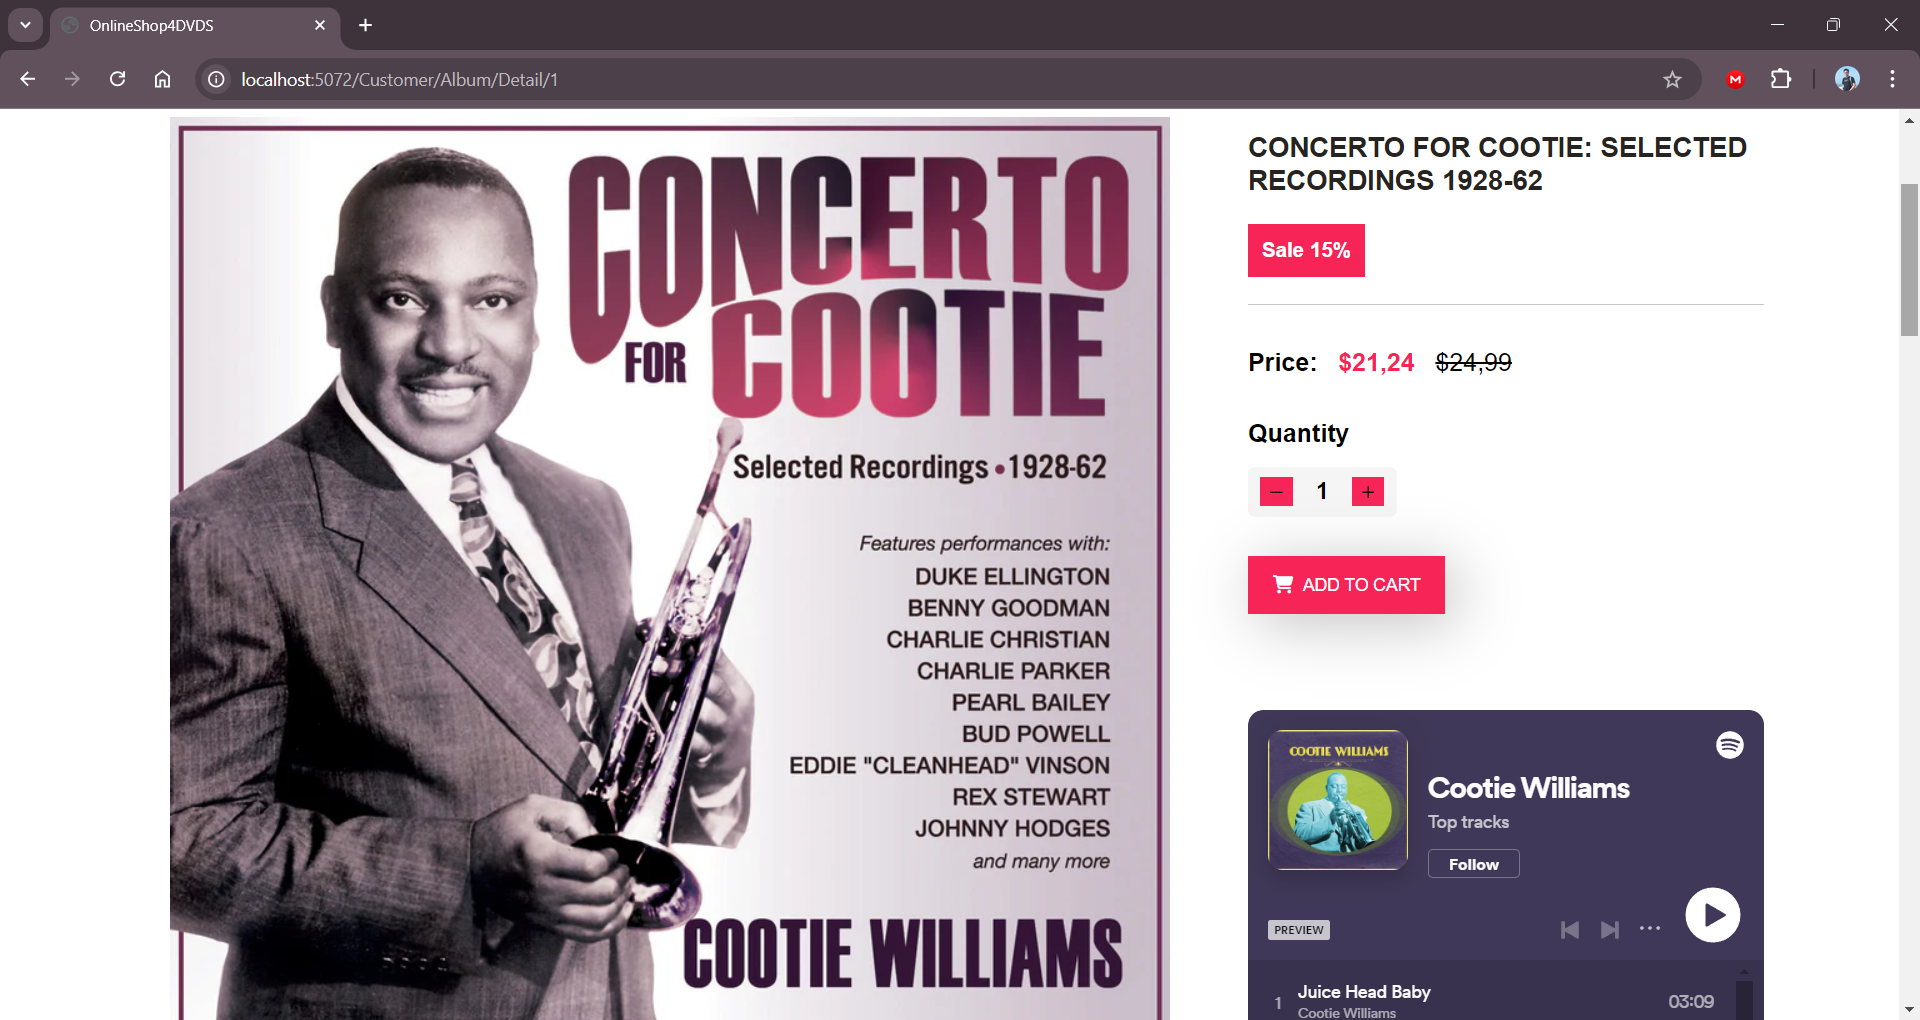 OnlineShop4DVDS
localhost:5072/Customer/Album/Detail/1
CONCERTO
FOR COOTIE
Selected Recordings • 1928-62
Features performances with:
DUKE ELLINGTON
BENNY GOODMAN
CHARLIE CHRISTIAN
CHARLIE PARKER
PEARL BAILEY
BUD POWELL
EDDIE "CLEANHEAD" VINSON
REX STEWART
JOHNNY HODGES
and many more
COOTIE WILLIAMS
CONCERTO FOR COOTIE: SELECTED
RECORDINGS 1928-62
Sale 15%
Price: $21,24 $24,99
Quantity
− 1 +
ADD TO CART
COOTIE WILLIAMS
Cootie Williams
Top tracks
Follow
PREVIEW
1 Juice Head Baby 03:09
Cootie Williams